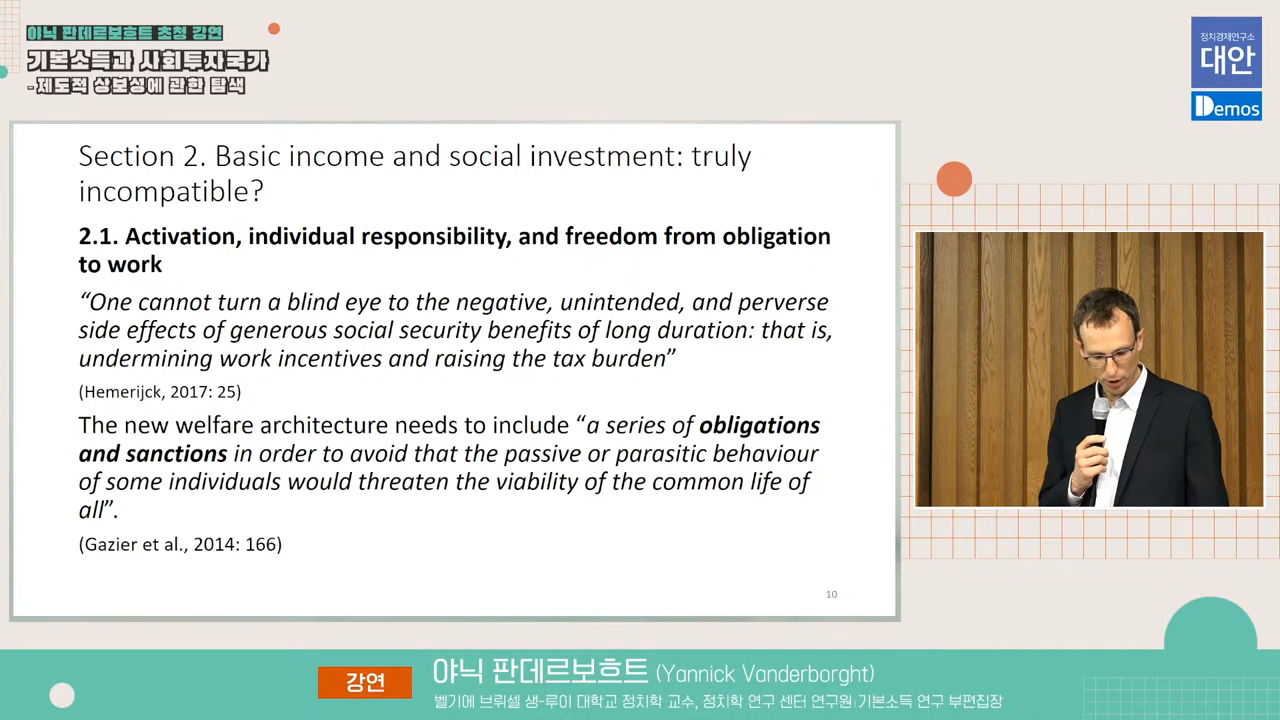 야닉 판데르보흐트 초청 강연
기본소득과 사회투자국가
- 제도적 상보성에 관한 탐색
정치경제연구소
대안
Demos
Section 2. Basic income and social investment: truly
incompatible?
2.1. Activation, individual responsibility, and freedom from obligation
to work
“One cannot turn a blind eye to the negative, unintended, and perverse
side effects of generous social security benefits of long duration: that is,
undermining work incentives and raising the tax burden”
(Hemerijck, 2017: 25)
The new welfare architecture needs to include “a series of obligations
and sanctions in order to avoid that the passive or parasitic behaviour
of some individuals would threaten the viability of the common life of
all”.
(Gazier et al., 2014: 166)
10
강연
야닉 판데르보흐트 (Yannick Vanderborght)
벨기에 브뤼셀 생-루이 대학교 정치학 교수, 정치학 연구 센터 연구원, 기본소득 연구 부편집장